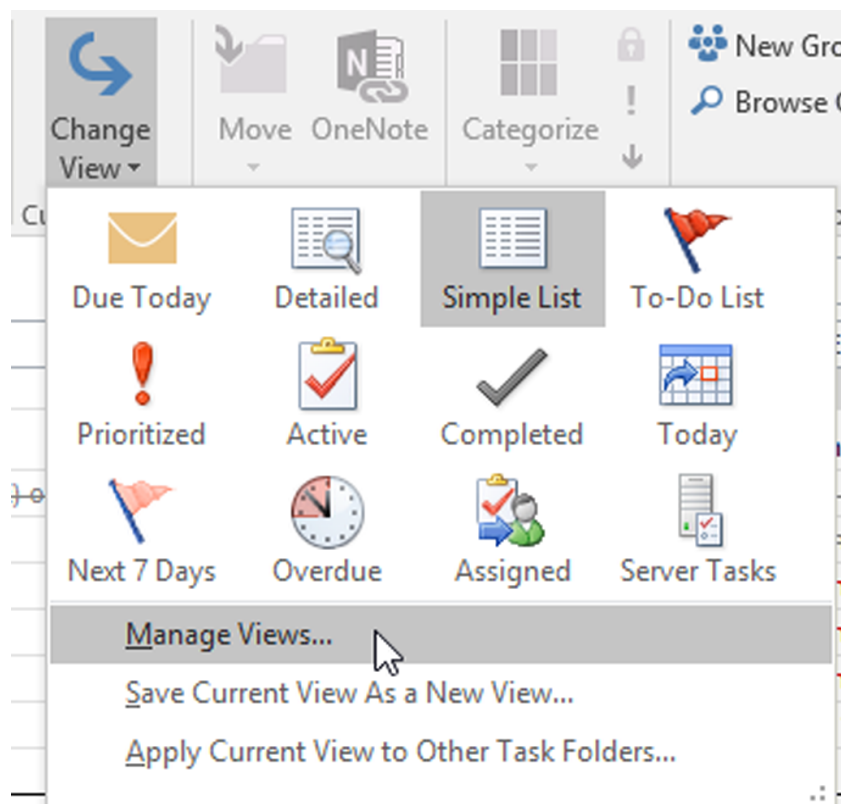 New Gro
Browse
Change
View
Move
OneNote
Categorize
Due Today
Detailed
Simple List
To-Do List
Prioritized
Active
Completed
Today
Next 7 Days
Overdue
Assigned
Server Tasks
Manage Views...
Save Current View As a New View...
Apply Current View to Other Task Folders...